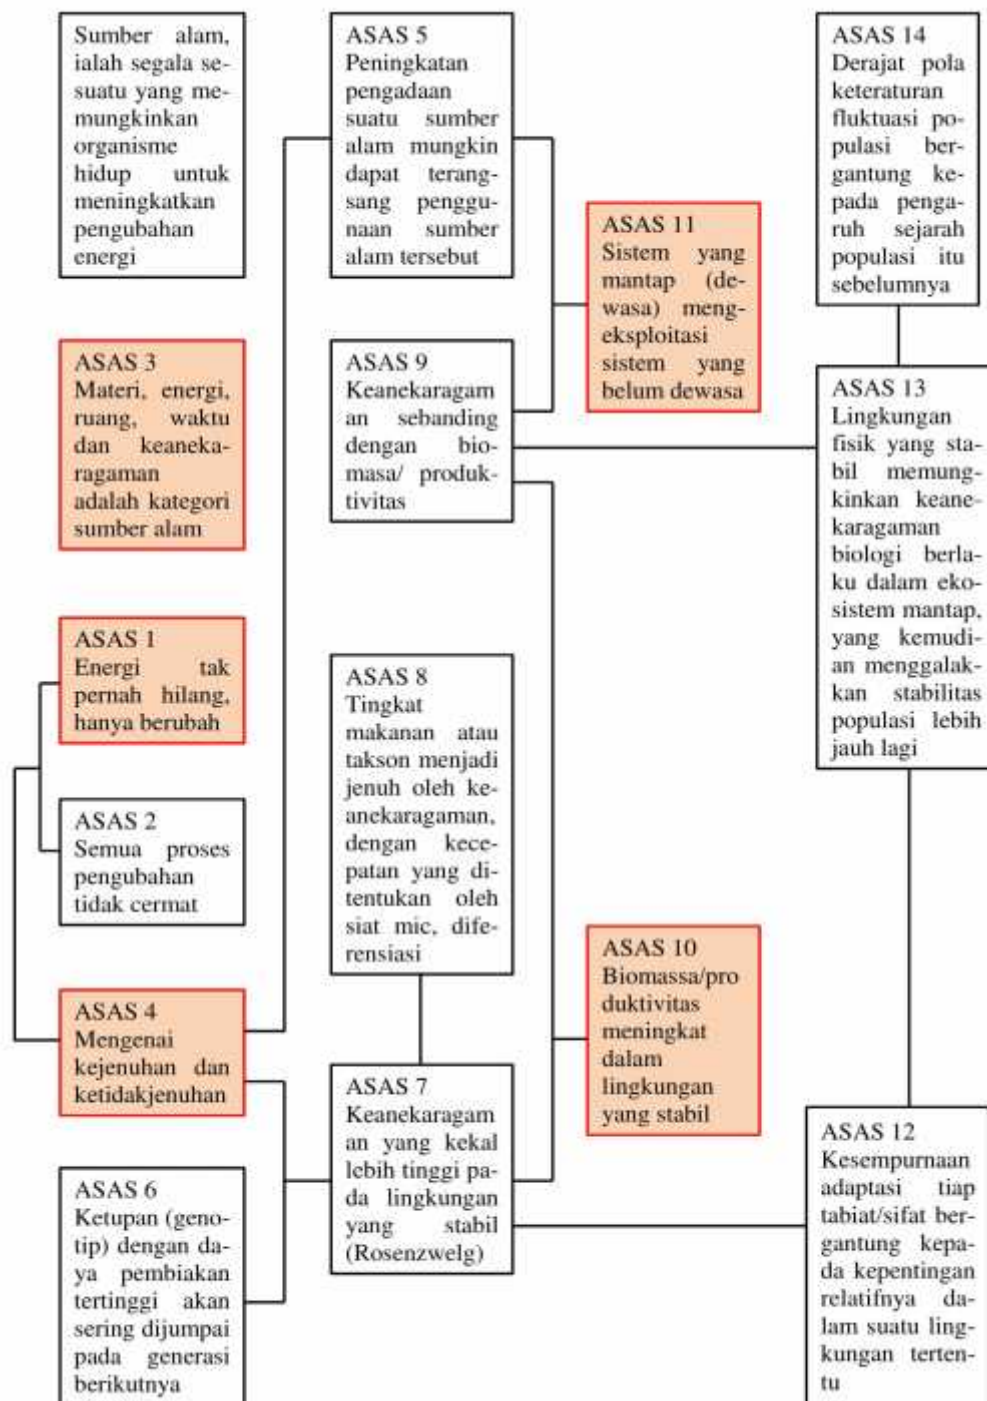 Sumber alam,
ialah segala se-
suatu yang me-
mungkinkan
organisme
hidup untuk
meningkatkan
pengubahan
energi
ASAS 3
Materi, energi,
ruang, waktu
dan keaneka-
ragaman
adalah kategori
sumber alam
ASAS 1
Energi tak
pernah hilang,
hanya berubah
ASAS 2
Semua proses
pengubahan
tidak cermat
ASAS 4
Mengenai
kejenuhan dan
ketidakjenuhan
ASAS 6
Ketupan (geno-
tip) dengan da-
ya pembiakan
tertinggi akan
sering dijumpai
pada generasi
berikutnya
ASAS 5
Peningkatan
pengadaan
suatu sumber
alam mungkin
dapat terang-
sang penggu-
naan sumber
alam tersebut
ASAS 9
Keanekaragam
an sebanding
dengan bio-
masa/ produk-
tivitas
ASAS 8
Tingkat
makanan atau
takson menjadi
jenuh oleh ke-
anekaragaman,
dengan kece-
patan yang di-
tentukan oleh
siat mic, dife-
rensiasi
ASAS 7
Keanekaragam
an yang kekal
lebih tinggi pa-
da lingkungan
yang stabil
(Rosenzwelg)
ASAS 11
Sistem yang
mantap (de-
wasa) meng-
eksploitasi
sistem yang
belum dewasa
ASAS 10
Biomassa/pro
duktivitas
meningkat
dalam
lingkungan
yang stabil
ASAS 14
Derajat pola
keteraturan
fluktuasi po-
pulasi ber-
gantung ke-
pada penga-
ruh sejarah
populasi itu
sebelumnya
ASAS 13
Lingkungan
fisik yang sta-
bil memung-
kinkan keane-
karagaman
biologi berla-
ku dalam eko-
sistem mantap,
yang kemudi-
an menggalak-
kan stabilitas
populasi lebih
jauh lagi
ASAS 12
Kesempurnaan
adaptasi tiap
tabiat/sifat ber-
gantung kepa-
da kepentingan
relatifnya da-
lam suatu ling-
kungan terten-
tu